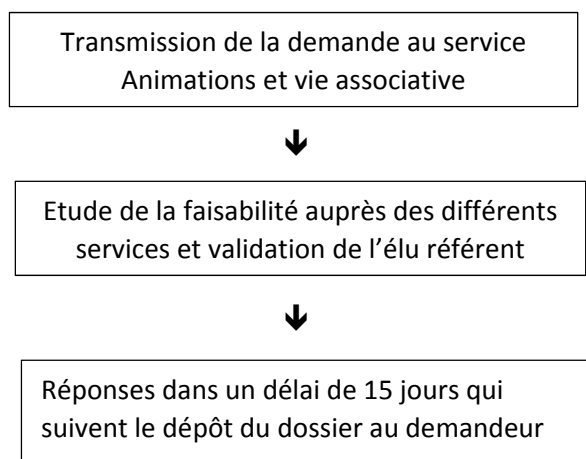 Transmission de la demande au service
Animations et vie associative
Etude de la faisabilité auprès des différents
services et validation de l’élu référent
Réponses dans un délai de 15 jours qui
suivent le dépôt du dossier au demandeur